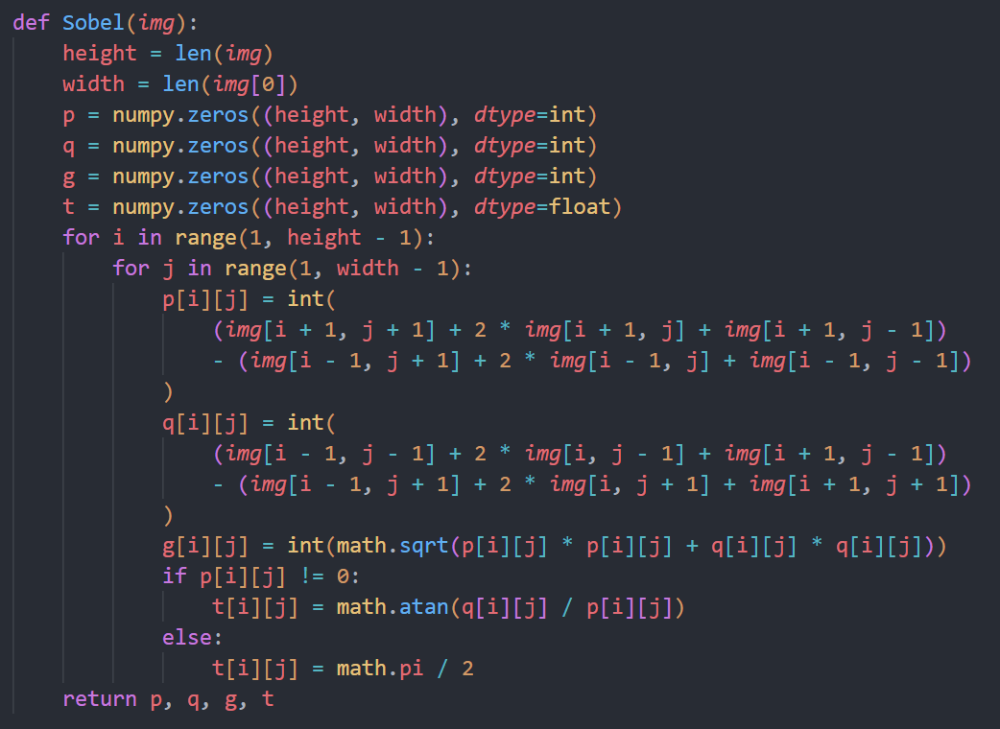 def Sobel(img):
    height = len(img)
    width = len(img[0])
    p = numpy.zeros((height, width), dtype=int)
    q = numpy.zeros((height, width), dtype=int)
    g = numpy.zeros((height, width), dtype=int)
    t = numpy.zeros((height, width), dtype=float)
    for i in range(1, height - 1):
        for j in range(1, width - 1):
            p[i][j] = int(
                (img[i + 1, j + 1] + 2 * img[i + 1, j] + img[i + 1, j - 1])
                - (img[i - 1, j + 1] + 2 * img[i - 1, j] + img[i - 1, j - 1])
            )
            q[i][j] = int(
                (img[i - 1, j - 1] + 2 * img[i, j - 1] + img[i + 1, j - 1])
                - (img[i - 1, j + 1] + 2 * img[i, j + 1] + img[i + 1, j + 1])
            )
            g[i][j] = int(math.sqrt(p[i][j] * p[i][j] + q[i][j] * q[i][j]))
            if p[i][j] != 0:
                t[i][j] = math.atan(q[i][j] / p[i][j])
            else:
                t[i][j] = math.pi / 2
    return p, q, g, t